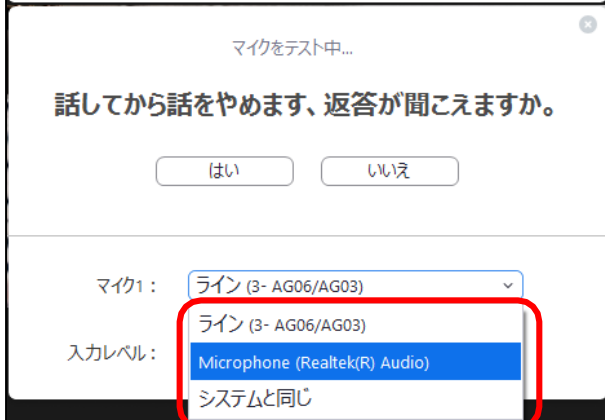 マイクをテスト中...
話してから話をやめます、返答が聞こえますか。
はい いいえ
マイク1： ライン (3- AG06/AG03)
ライン (3- AG06/AG03)
入力レベル： Microphone (Realtek(R) Audio)
システムと同じ